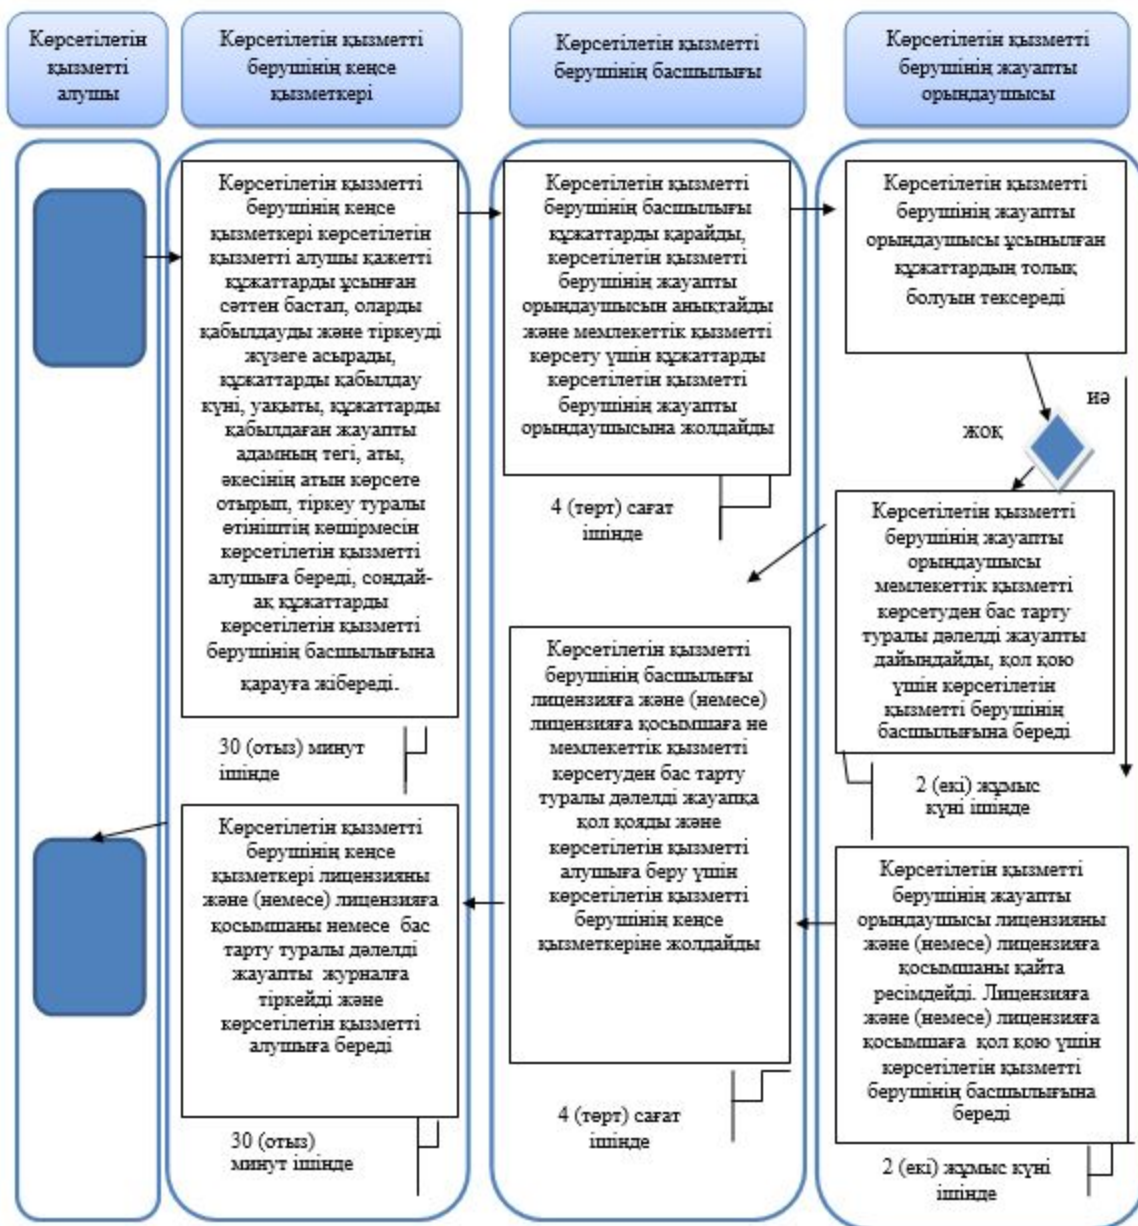 Көрсетілетін
қызметті
алушы
Көрсетілетін қызметті
берушінің кеңсе
қызметкері
Көрсетілетін қызметті
берушінің басшылығы
Көрсетілетін қызметті
берушінің жауапты
орындаушысы
Көрсетілетін қызметті
берушінің кеңсе
қызметкері көрсетілетін
қызметті алушы қажетті
құжаттарды ұсынған
сәттен бастап, оларды
қабылдауды және тіркеуді
жүзеге асырады,
құжаттарды қабылдау
күні, уақыты, құжаттарды
қабылдаған жауапты
адамның тегі, аты,
әкесінің атын көрсете
отырып, тіркеу туралы
өтініштің көшірмесін
көрсетілетін қызметті
алушыға береді, сондай-
ақ құжаттарды
көрсетілетін қызметті
берушінің басшылығына
қарауға жібереді.
30 (отыз) минут
ішінде
Көрсетілетін қызметті
берушінің басшылығы
құжаттарды қарайды,
көрсетілетін қызметті
берушінің жауапты
орындаушысын анықтайды
және мемлекеттік қызметті
көрсету үшін құжаттарды
көрсетілетін қызметті
берушінің жауапты
орындаушысына жолдайды
4 (төрт) сағат
ішінде
Көрсетілетін қызметті
берушінің жауапты
орындаушысы ұсынылған
құжаттардың толық
болуын тексереді
иә
жоқ
Көрсетілетін қызметті
берушінің жауапты
орындаушысы
мемлекеттік қызметті
көрсетуден бас тарту
туралы дәлелді жауапты
дайындайды, қол қою
үшін көрсетілетін
қызметті берушінің
басшылығына береді
2 (екі) жұмыс
күні ішінде
Көрсетілетін қызметті
берушінің жауапты
орындаушысы лицензияны
және (немесе) лицензияға
қосымшаны қайта
ресімдейді. Лицензияға
және (немесе) лицензияға
қосымшаға қол қою үшін
көрсетілетін қызметті
берушінің басшылығына
береді
2 (екі) жұмыс күні
ішінде
Көрсетілетін қызметті
берушінің басшылығы
лицензияға және (немесе)
лицензияға қосымшаға не
мемлекеттік қызметті
көрсетуден бас тарту
туралы дәлелді жауапқа
қол қояды және
көрсетілетін қызметті
алушыға беру үшін
көрсетілетін қызметті
берушінің кеңсе
қызметкеріне жолдайды
4 (төрт) сағат
ішінде
Көрсетілетін қызметті
берушінің кеңсе
қызметкері лицензияны
және (немесе) лицензияға
қосымшаны немесе бас
тарту туралы дәлелді
жауапты журналға
тіркейді және
көрсетілетін қызметті
алушыға береді
30 (отыз)
минут ішінде